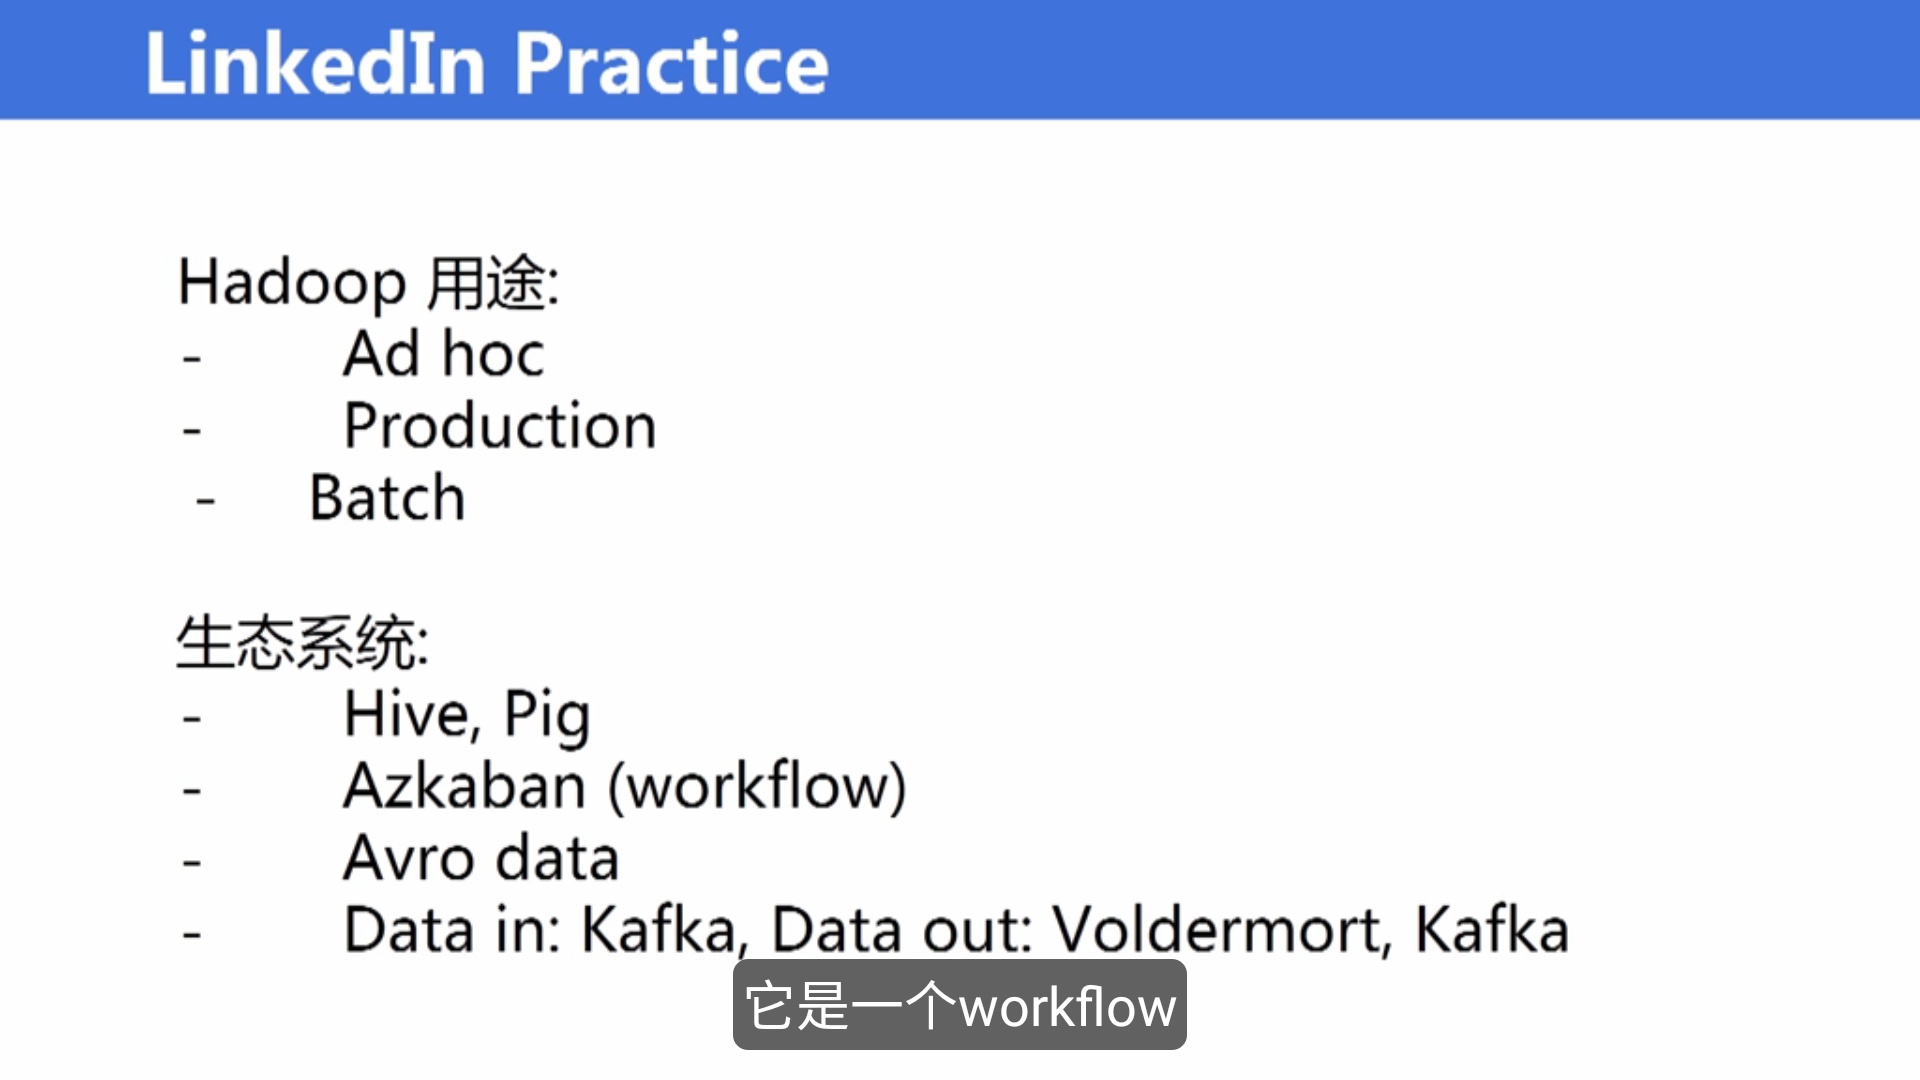 LinkedIn Practice
Hadoop 用途:
- Ad hoc
- Production
- Batch
生态系统:
- Hive, Pig
- Azkaban (workflow)
- Avro data
- Data in: Kafka, Data out: Voldermort, Kafka
它是一个workflow